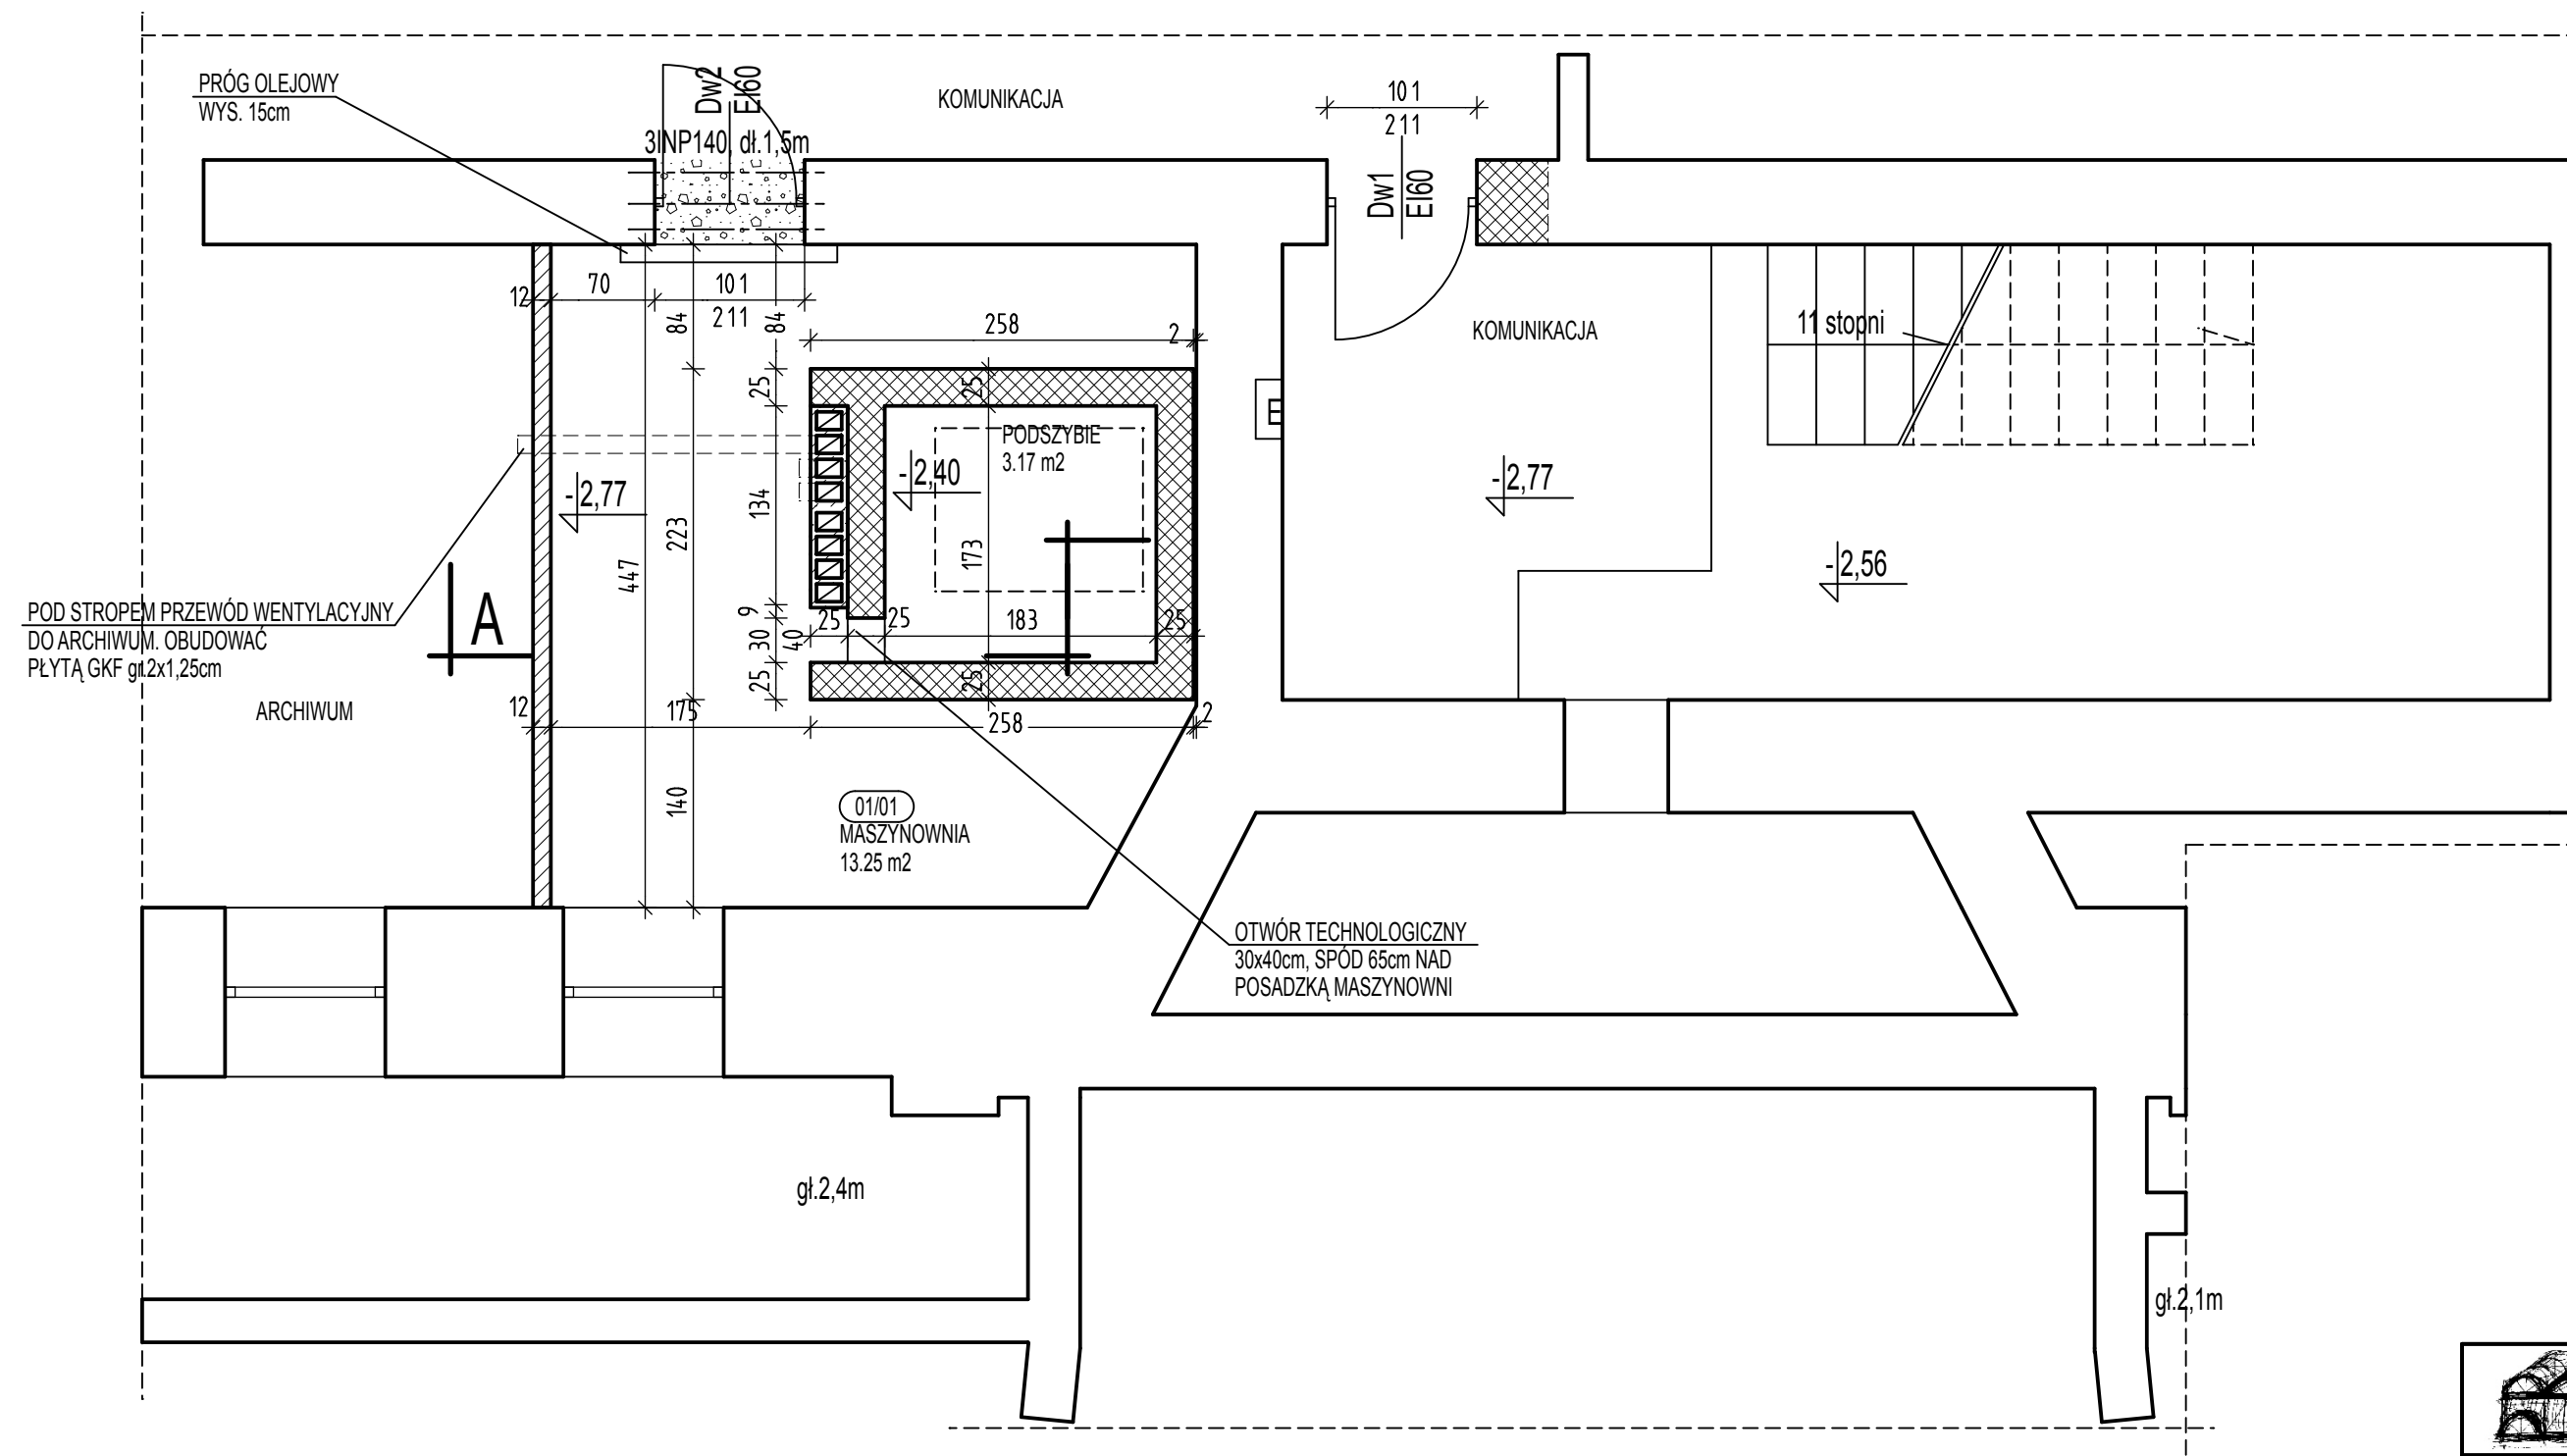 PRÓG OLEJOWY
WYS. 15cm
Dw2
EI60
3INP140, dł.1,5m
KOMUNIKACJA
101
211
Dw1
EI60
12
70
101
211
84
84
258
2
KOMUNIKACJA
11 stopni
25
25
PODSZYBIE
3.17 m2
-2,40
-2,77
134
223
173
447
-2,77
-2,56
E
POD STROPEM PRZEWÓD WENTYLACYJNY
DO ARCHIWUM. OBUDOWAĆ
PŁYTĄ GKF gr.2x1,25cm
A
9
25
25
183
25
30
40
25
25
ARCHIWUM
12
175
258
2
140
01/01
MASZYNOWNIA
13.25 m2
OTWÓR TECHNOLOGICZNY
30x40cm, SPÓD 65cm NAD
POSADZKĄ MASZYNOWNI
gł.2,4m
gł.2,1m